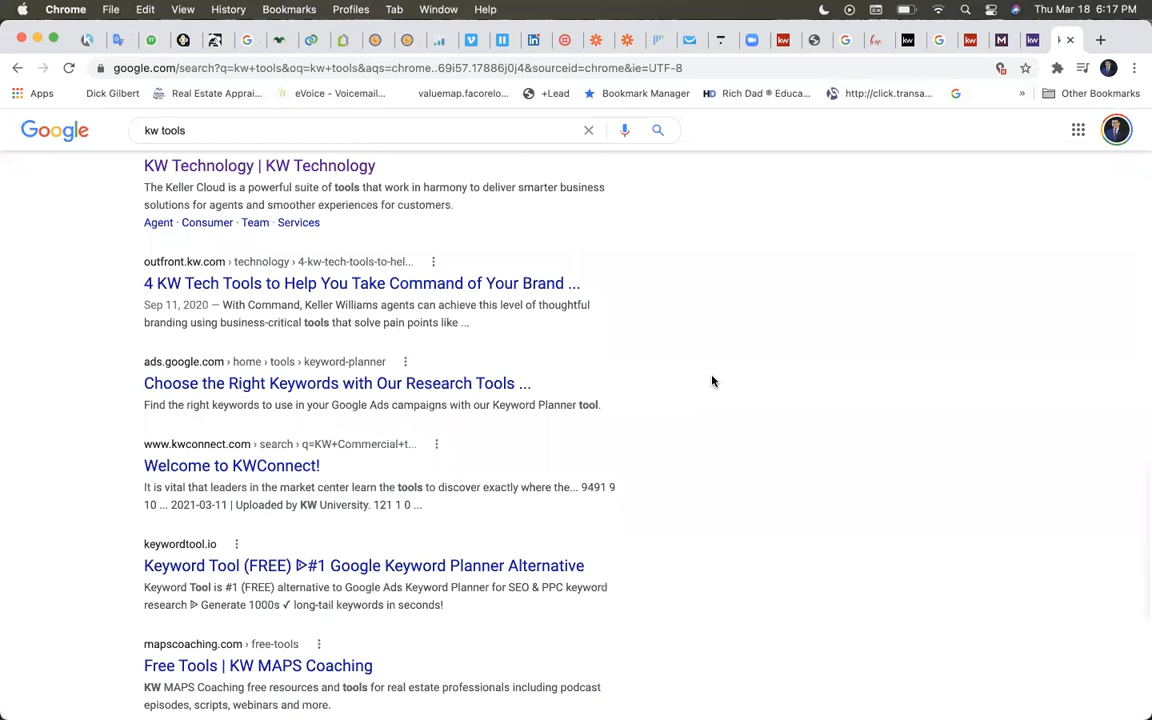 Chrome File Edit View History Bookmarks Profiles Tab Window Help Thu Mar 18 6:17 PM
google.com/search?q=kw+tools&oq=kw+tools&aqs=chrome..69i57.17886j0j4&sourceid=chrome&ie=UTF-8
Apps Dick Gilbert Real Estate Apprai... eVoice - Voicemail... valuemap.facorelo... +Lead Bookmark Manager Rich Dad ® Educa... http://click.transa... » Other Bookmarks
Google kw tools
KW Technology | KW Technology
The Keller Cloud is a powerful suite of tools that work in harmony to deliver smarter business
solutions for agents and smoother experiences for customers.
Agent · Consumer · Team · Services
outfront.kw.com › technology › 4-kw-tech-tools-to-hel...
4 KW Tech Tools to Help You Take Command of Your Brand ...
Sep 11, 2020 — With Command, Keller Williams agents can achieve this level of thoughtful
branding using business-critical tools that solve pain points like ...
ads.google.com › home › tools › keyword-planner
Choose the Right Keywords with Our Research Tools ...
Find the right keywords to use in your Google Ads campaigns with our Keyword Planner tool.
www.kwconnect.com › search › q=KW+Commercial+t...
Welcome to KWConnect!
It is vital that leaders in the market center learn the tools to discover exactly where the... 9491 9
10 ... 2021-03-11 | Uploaded by KW University. 121 1 0 ...
keywordtool.io
Keyword Tool (FREE) ᐈ#1 Google Keyword Planner Alternative
Keyword Tool is #1 (FREE) alternative to Google Ads Keyword Planner for SEO & PPC keyword
research ᐈ Generate 1000s ✓ long-tail keywords in seconds!
mapscoaching.com › free-tools
Free Tools | KW MAPS Coaching
KW MAPS Coaching free resources and tools for real estate professionals including podcast
episodes, scripts, webinars and more.